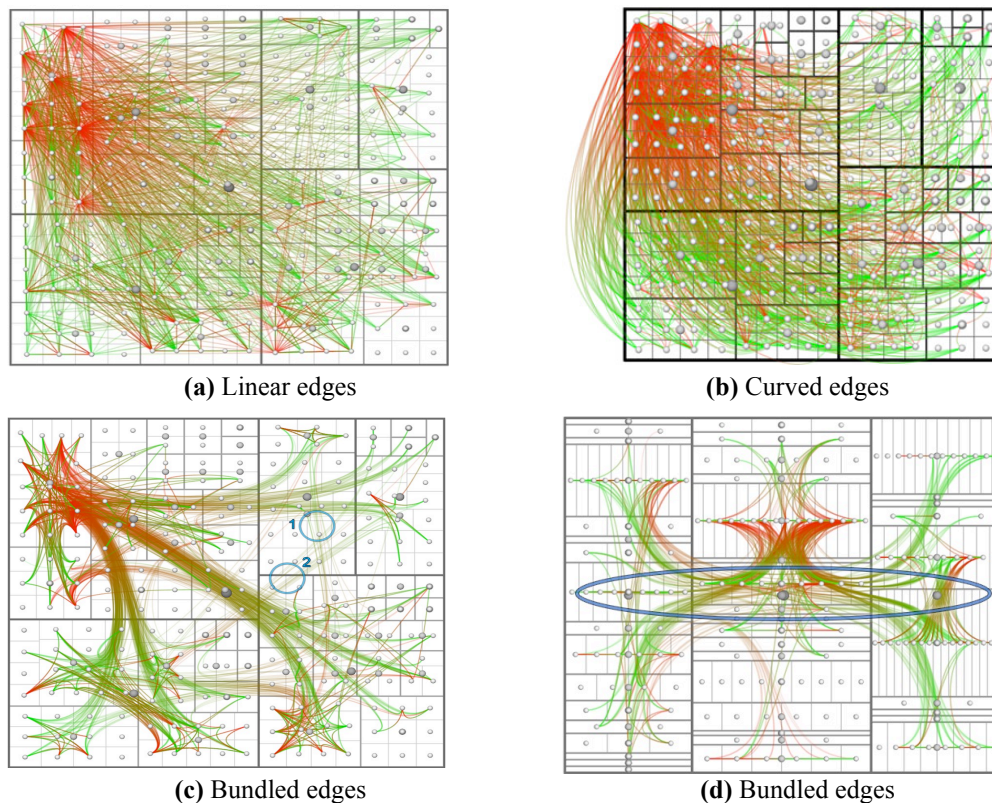 (a) Linear edges
(b) Curved edges
1
2
(c) Bundled edges
(d) Bundled edges